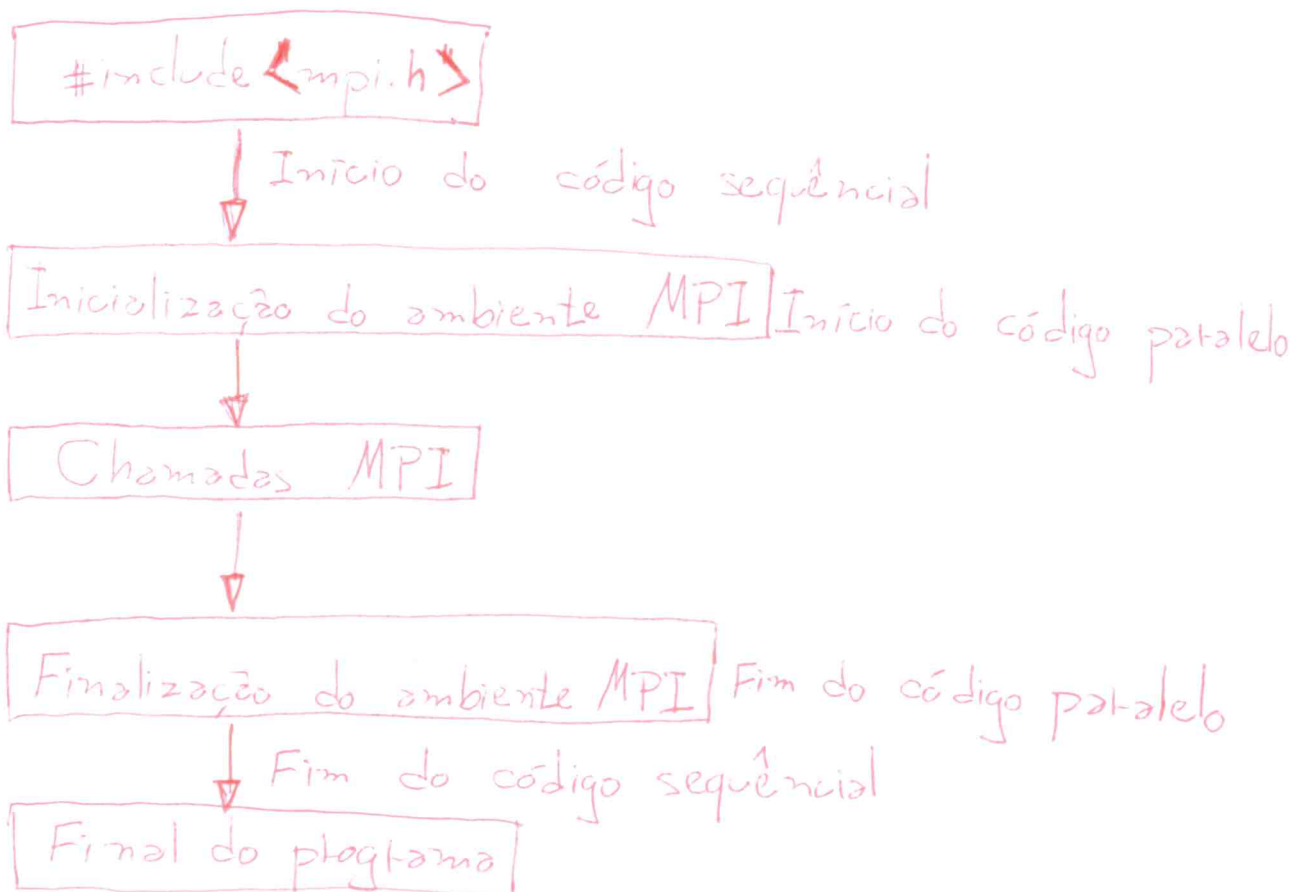 #include <mpi.h>
Início do código sequêncial
Inicialização do ambiente MPI Início do código paralelo
Chamadas MPI
Finalização do ambiente MPI Fim do código paralelo
Fim do código sequêncial
Final do programa